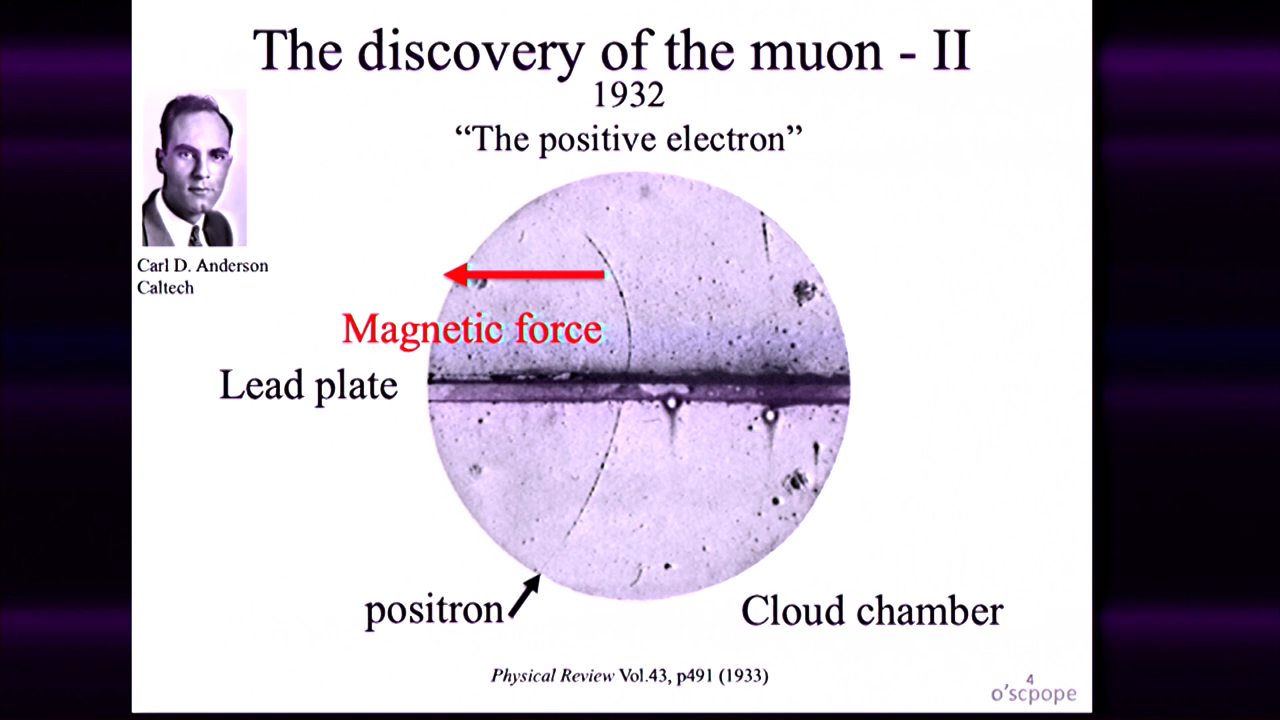 The discovery of the muon - II
1932
“The positive electron”
Carl D. Anderson
Caltech
Magnetic force
Lead plate
positron
Cloud chamber
Physical Review Vol.43, p491 (1933)
4
o’scpope